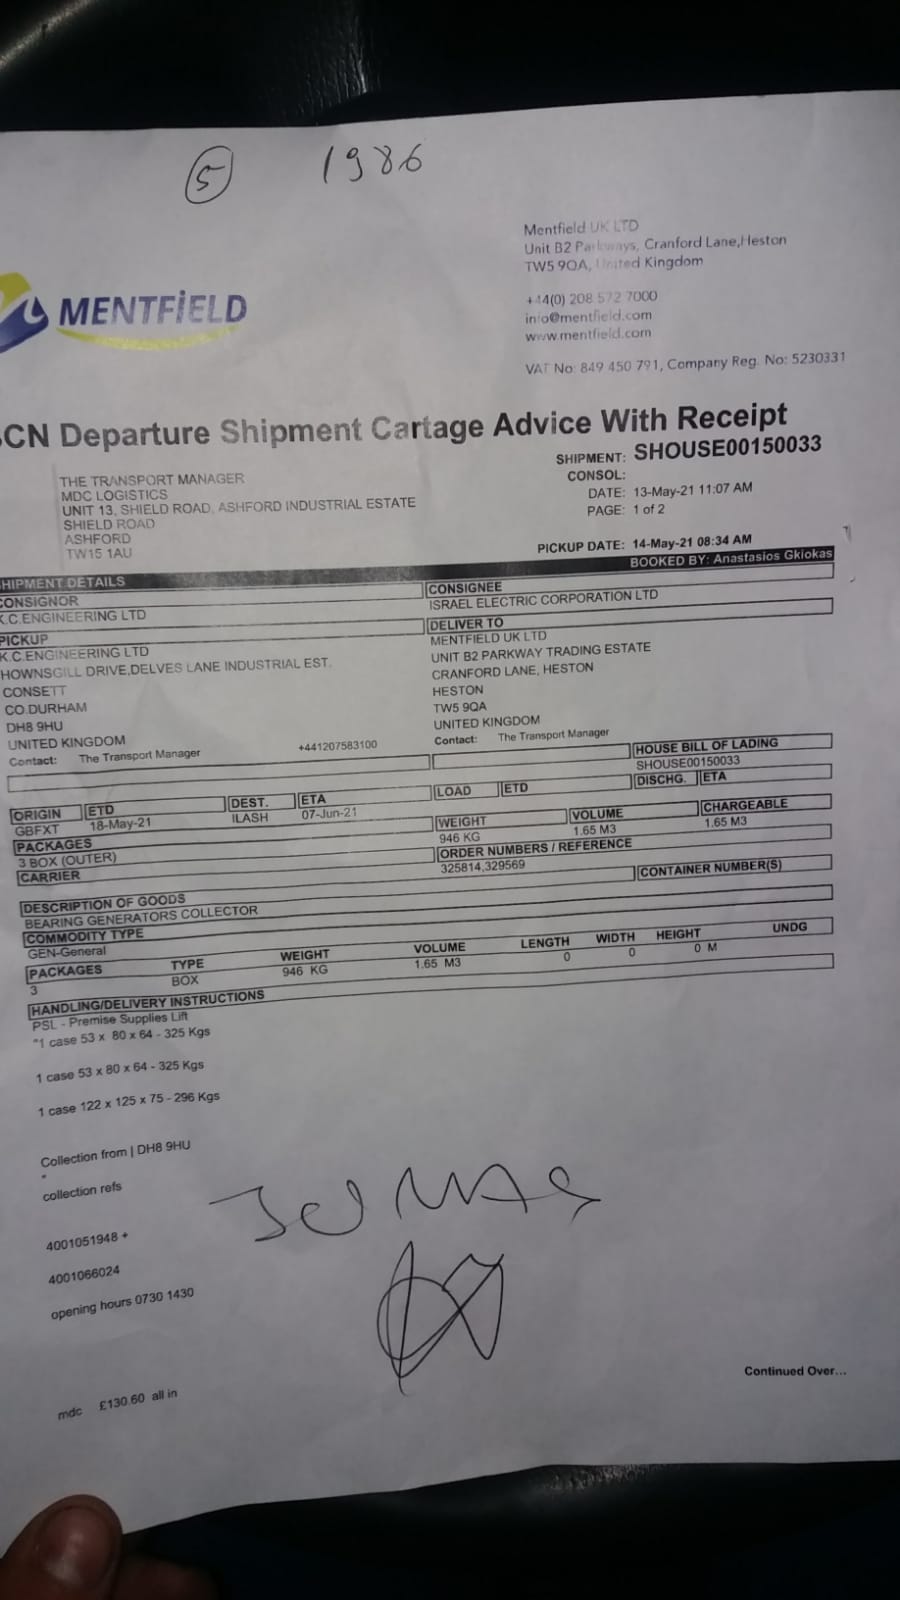 5 1986
Mentfield UK LTD
Unit B2 Parkways, Cranford Lane,Heston
TW5 9QA, United Kingdom
+44(0) 208 572 7000
info@mentfield.com
www.mentfield.com
VAT No: 849 450 791, Company Reg. No: 5230331
MENTFiELD
CN Departure Shipment Cartage Advice With Receipt
SHIPMENT: SHOUSE00150033
CONSOL:
DATE: 13-May-21 11:07 AM
PAGE: 1 of 2
THE TRANSPORT MANAGER
MDC LOGISTICS
UNIT 13, SHIELD ROAD, ASHFORD INDUSTRIAL ESTATE
SHIELD ROAD
ASHFORD
TW15 1AU
PICKUP DATE: 14-May-21 08:34 AM
BOOKED BY: Anastasios Gkiokas
HIPMENT DETAILS
CONSIGNOR
K.C.ENGINEERING LTD
PICKUP
K.C.ENGINEERING LTD
HOWNSGILL DRIVE,DELVES LANE INDUSTRIAL EST.
CONSETT
CO.DURHAM
DH8 9HU
UNITED KINGDOM
Contact: The Transport Manager +441207583100
CONSIGNEE
ISRAEL ELECTRIC CORPORATION LTD
DELIVER TO
MENTFIELD UK LTD
UNIT B2 PARKWAY TRADING ESTATE
CRANFORD LANE, HESTON
HESTON
TW5 9QA
UNITED KINGDOM
Contact: The Transport Manager
HOUSE BILL OF LADING
SHOUSE00150033
ORIGIN ETD DEST. ETA LOAD ETD DISCHG. ETA
GBFXT 18-May-21 ILASH 07-Jun-21
PACKAGES WEIGHT VOLUME CHARGEABLE
3 BOX (OUTER) 946 KG 1.65 M3 1.65 M3
CARRIER ORDER NUMBERS / REFERENCE
325814,329569
CONTAINER NUMBER(S)
DESCRIPTION OF GOODS
BEARING GENERATORS COLLECTOR
COMMODITY TYPE
GEN-General
PACKAGES TYPE WEIGHT VOLUME LENGTH WIDTH HEIGHT UNDG
3 BOX 946 KG 1.65 M3 0 0 0 M
HANDLING/DELIVERY INSTRUCTIONS
PSL - Premise Supplies Lift
"1 case 53 x 80 x 64 - 325 Kgs
1 case 53 x 80 x 64 - 325 Kgs
1 case 122 x 125 x 75 - 296 Kgs
Collection from | DH8 9HU
"
collection refs
4001051948 +
4001066024
opening hours 0730 1430
Continued Over...
mdc £130.60 all in